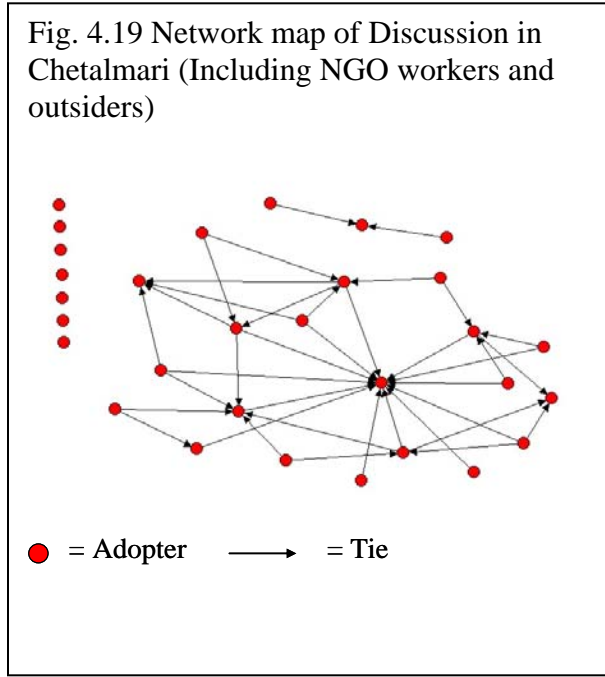 Fig. 4.19 Network map of Discussion in
Chetalmari (Including NGO workers and
outsiders)
= Adopter = Tie